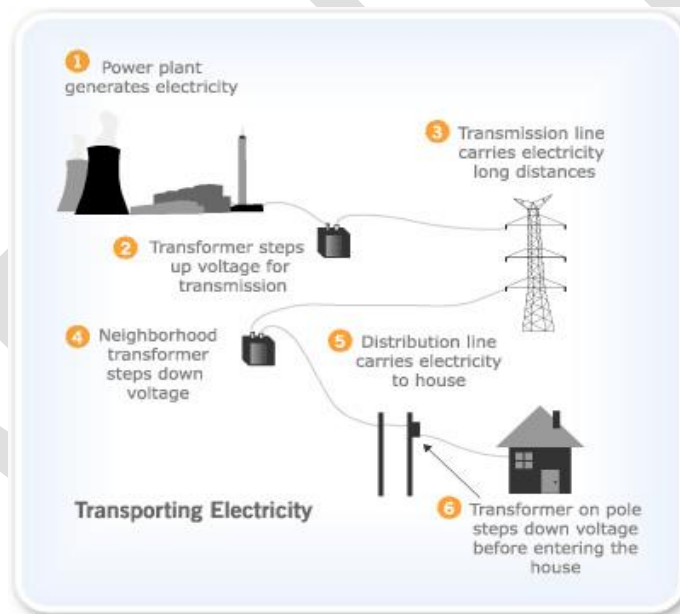 1 Power plant
generates electricity
2 Transformer steps
up voltage for
transmission
3 Transmission line
carries electricity
long distances
4 Neighborhood
transformer
steps down
voltage
5 Distribution line
carries electricity
to house
6 Transformer on pole
steps down voltage
before entering the
house
Transporting Electricity